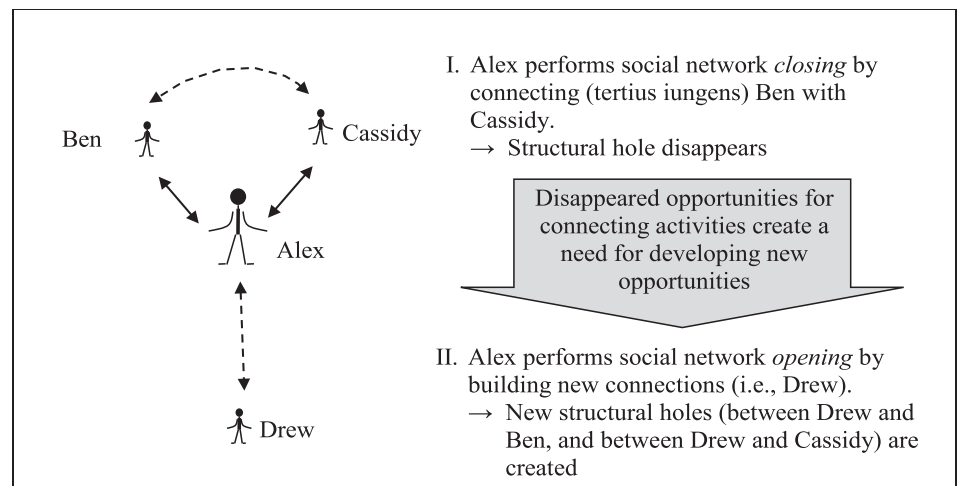 Ben
Cassidy
Alex
Drew
I. Alex performs social network closing by
connecting (tertius iungens) Ben with
Cassidy.
→ Structural hole disappears
Disappeared opportunities for
connecting activities create a
need for developing new
opportunities
II. Alex performs social network opening by
building new connections (i.e., Drew).
→ New structural holes (between Drew and
Ben, and between Drew and Cassidy) are
created